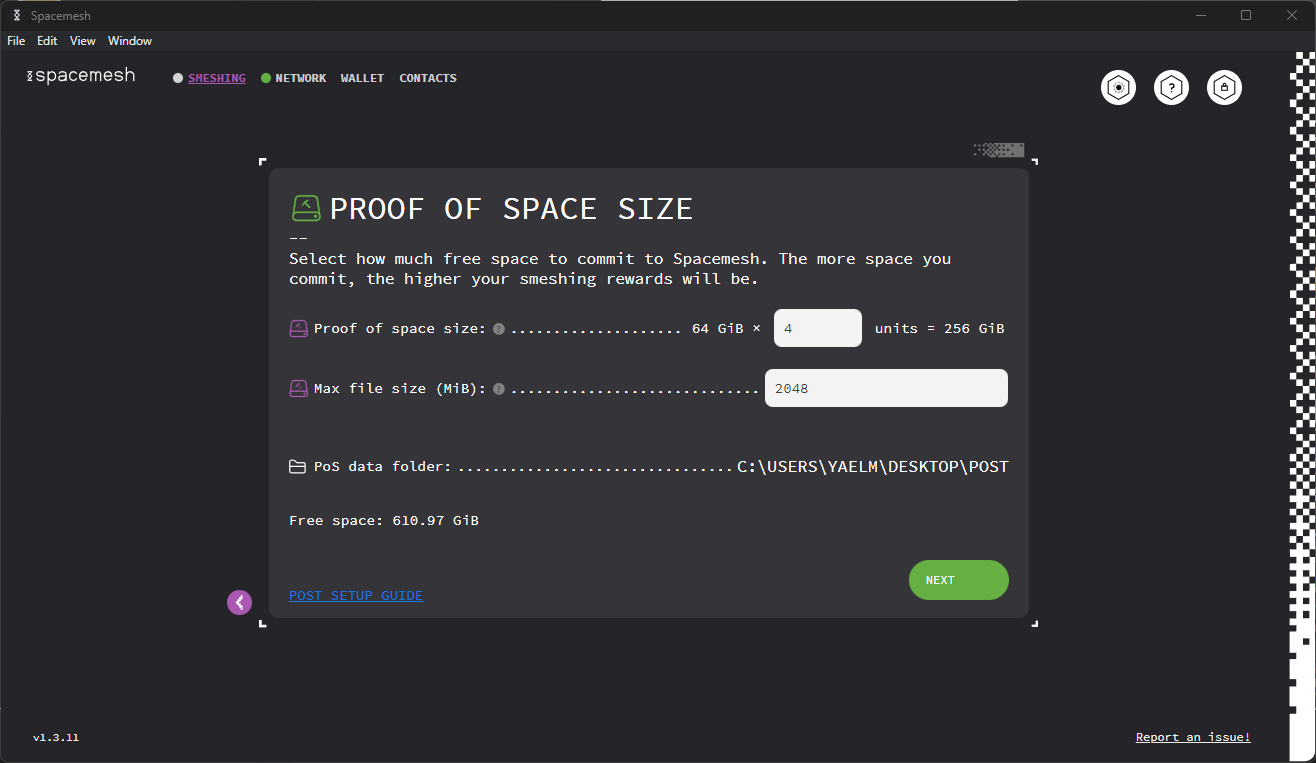 Spacemesh
File Edit View Window
spacemesh
SMESHING NETWORK WALLET CONTACTS
?
PROOF OF SPACE SIZE
--
Select how much free space to commit to Spacemesh. The more space you
commit, the higher your smeshing rewards will be.
Proof of space size: ? .................... 64 GiB × 4 units = 256 GiB
Max file size (MiB): ? ............................. 2048
PoS data folder: ................................ C:\USERS\YAELM\DESKTOP\POST
Free space: 610.97 GiB
NEXT
POST SETUP GUIDE
v1.3.11
Report an issue!